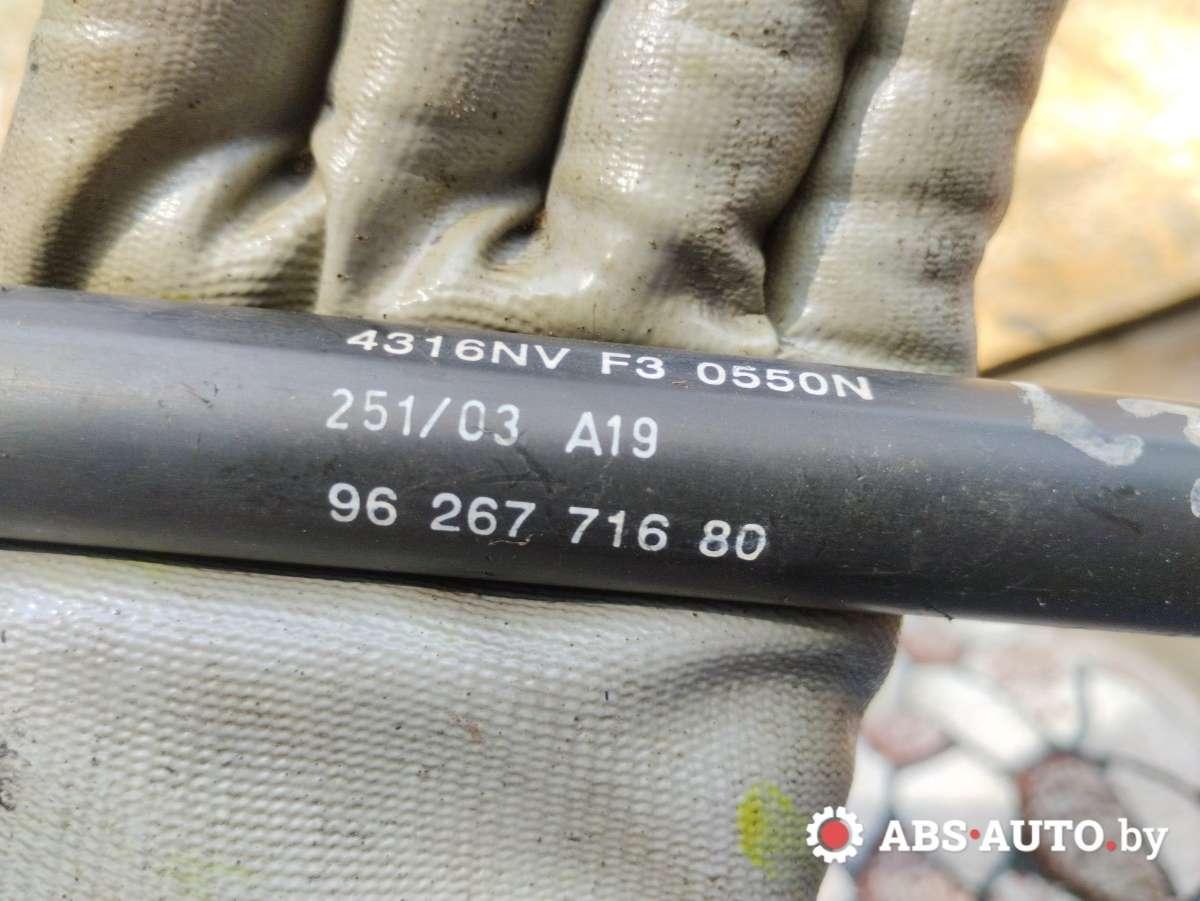 4316NV F3 0550N
251/03 A19
96 267 716 80
ABS·AUTO.by